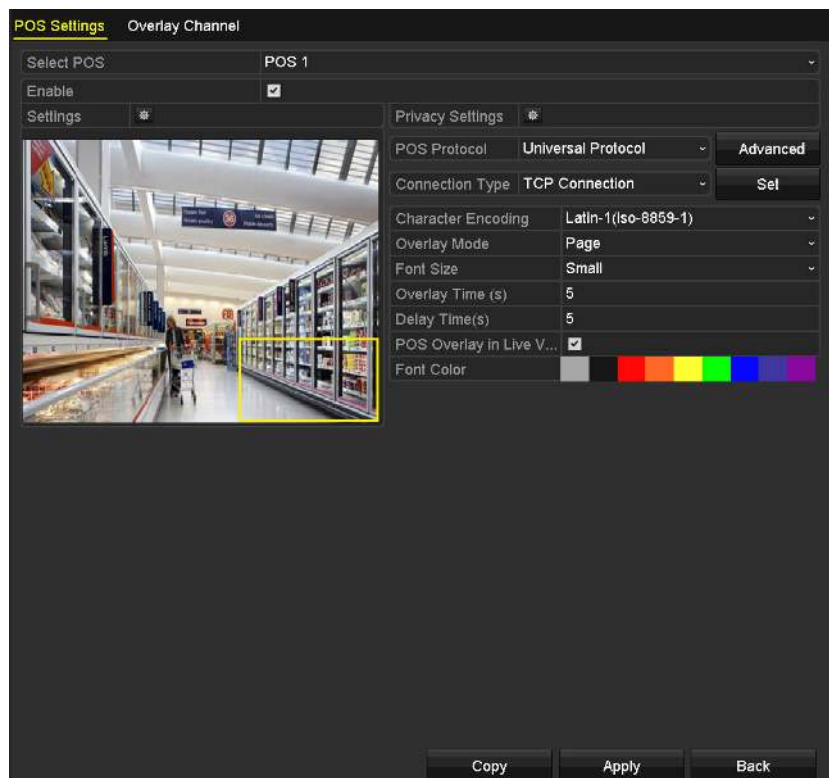 POS Settings Overlay Channel
Select POS POS 1
Enable
Settings Privacy Settings
POS Protocol Universal Protocol Advanced
Connection Type TCP Connection Set
Character Encoding Latin-1(iso-8859-1)
Overlay Mode Page
Font Size Small
Overlay Time (s) 5
Delay Time(s) 5
POS Overlay in Live V...
Font Color
36
Copy Apply Back